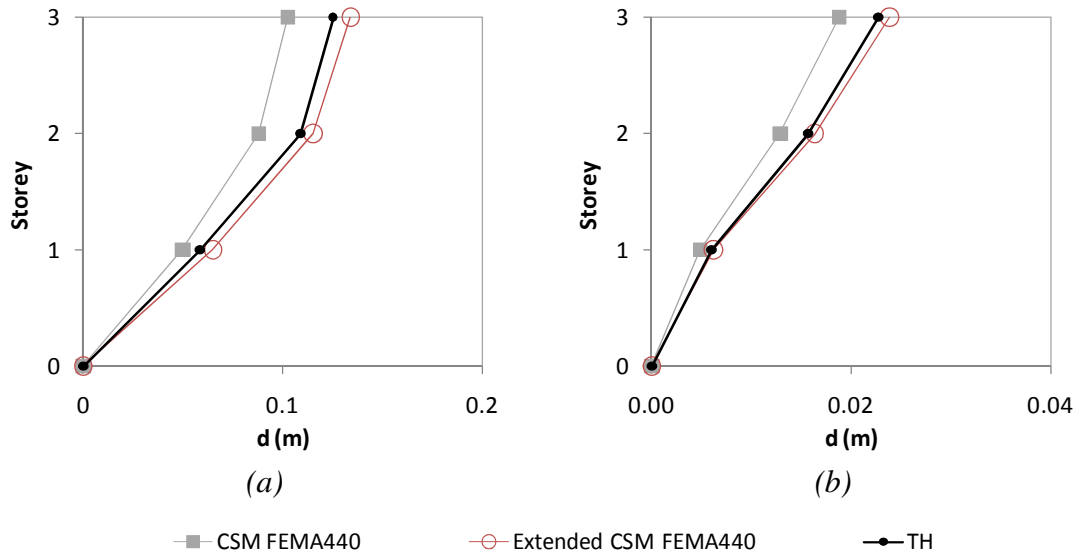 3
2
1
0
Storey
0
0.1
0.2
d (m)
(a)
3
2
1
0
Storey
0.00
0.02
0.04
d (m)
(b)
CSM FEMA440
Extended CSM FEMA440
TH